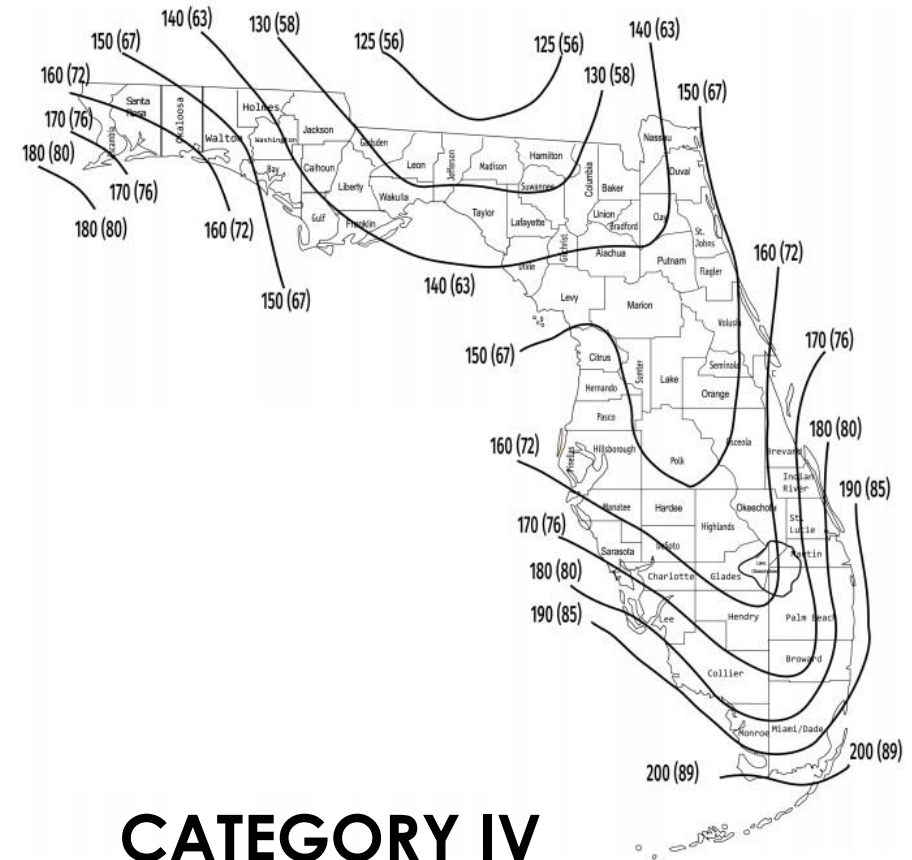 140 (63)
130 (58)
150 (67)
125 (56)
125 (56)
140 (63)
160 (72)
130 (58)
150 (67)
170 (76)
180 (80)
170 (76)
180 (80)
160 (72)
150 (67)
140 (63)
Santa
Rosa
Escambia
Okaloosa
Walton
Holmes
Washington
Jackson
Bay
Calhoun
Gulf
Liberty
Franklin
Gadsden
Wakulla
Leon
Jefferson
Madison
Taylor
Hamilton
Suwannee
Lafayette
Dixie
Gilchrist
Columbia
Baker
Union
Bradford
Alachua
Nassau
Duval
Clay
St.
Johns
Putnam
Flagler
Levy
Marion
Volusia
160 (72)
170 (76)
150 (67)
Citrus
Sumter
Lake
Seminole
Orange
Hernando
Pasco
Pinellas
Hillsborough
Polk
Osceola
Brevard
180 (80)
190 (85)
160 (72)
Indian
River
Manatee
Hardee
Highlands
Okeechobee
St.
Lucie
170 (76)
Sarasota
DeSoto
Martin
Lake
Okeechobee
180 (80)
Charlotte
Glades
190 (85)
Lee
Hendry
Palm Beach
Collier
Broward
Monroe
Miami/Dade
200 (89)
200 (89)
CATEGORY IV